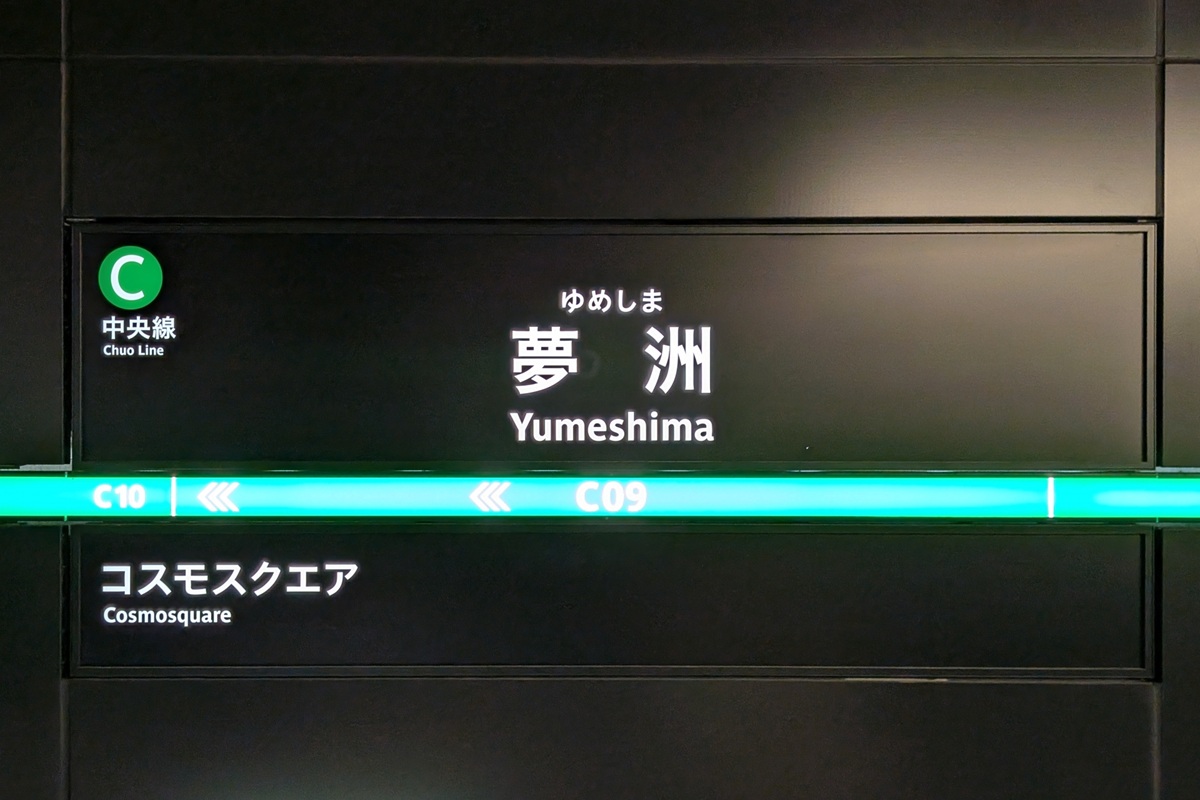 C
中央線
Chuo Line
ゆめしま
夢洲
Yumeshima
C10 C09
コスモスクエア
Cosmosquare